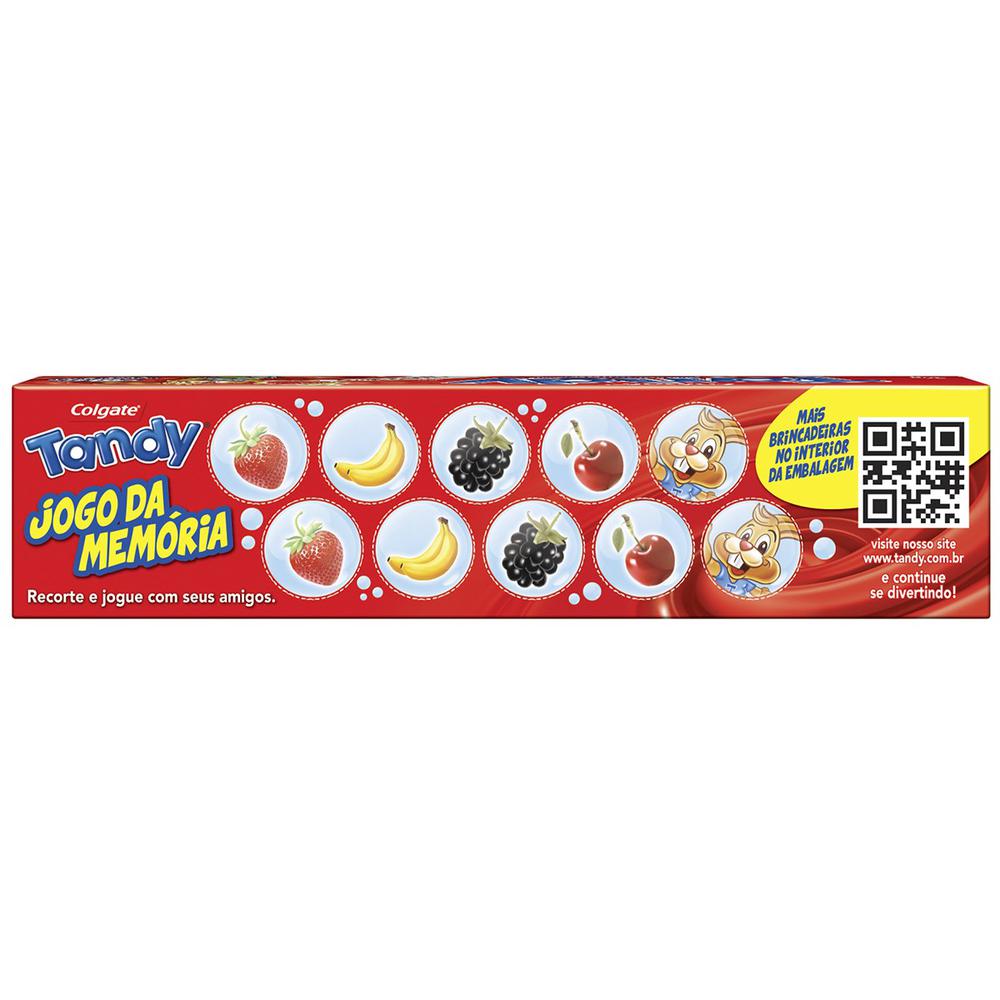 Colgate®
Tandy
JOGO DA
MEMÓRIA
Recorte e jogue com seus amigos.
MAIS
BRINCADEIRAS
NO INTERIOR
DA EMBALAGEM
visite nosso site
www.tandy.com.br
e continue
se divertindo!